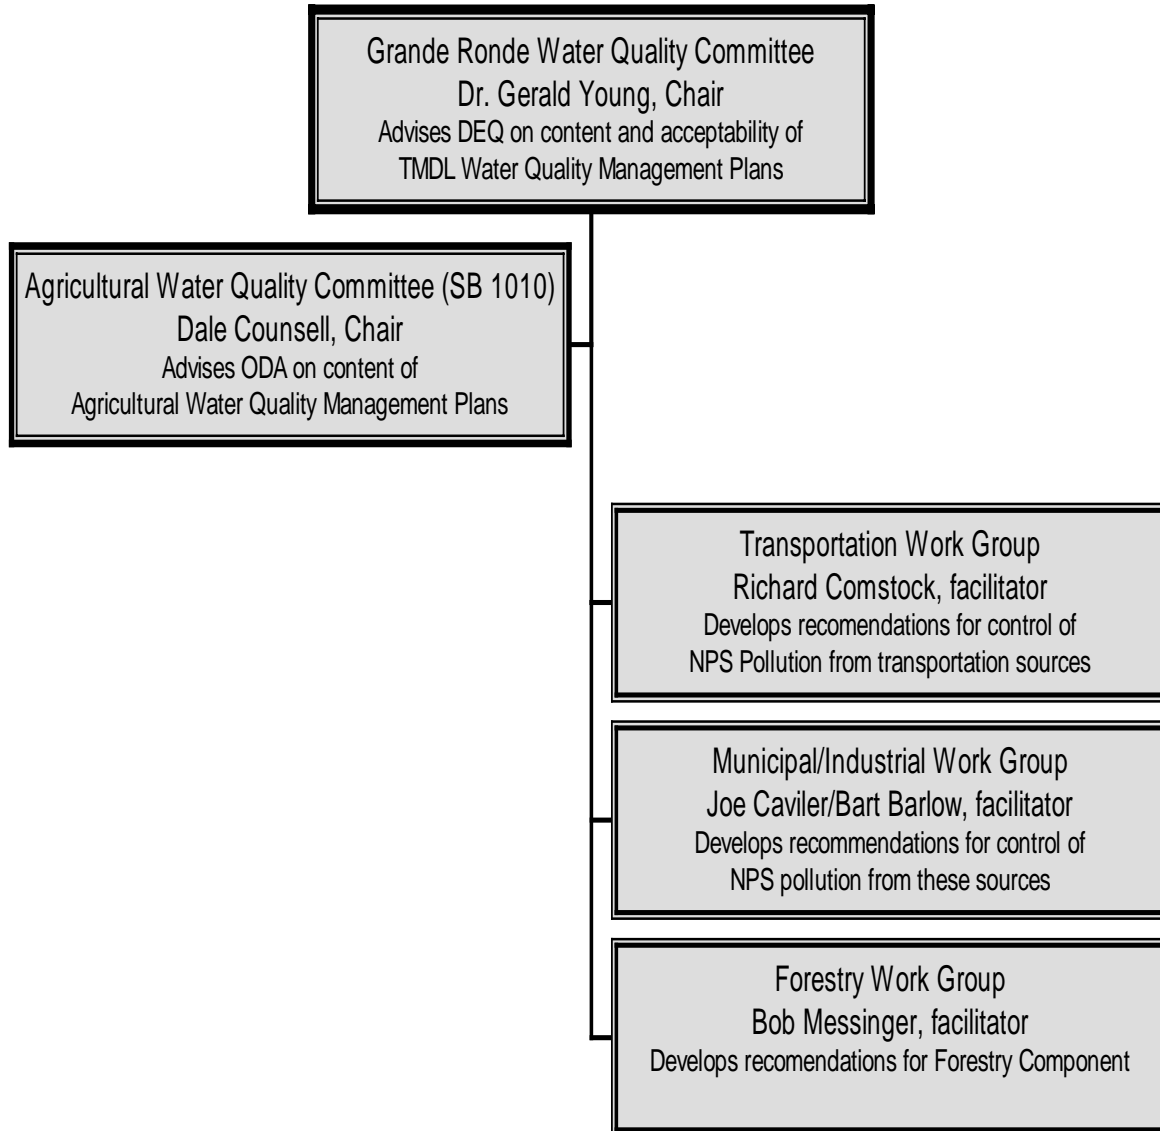 Grande Ronde Water Quality Committee
Dr. Gerald Young, Chair
Advises DEQ on content and acceptability of
TMDL Water Quality Management Plans
Agricultural Water Quality Committee (SB 1010)
Dale Counsell, Chair
Advises ODA on content of
Agricultural Water Quality Management Plans
Transportation Work Group
Richard Comstock, facilitator
Develops recomendations for control of
NPS Pollution from transportation sources
Municipal/Industrial Work Group
Joe Caviler/Bart Barlow, facilitator
Develops recommendations for control of
NPS pollution from these sources
Forestry Work Group
Bob Messinger, facilitator
Develops recomendations for Forestry Component